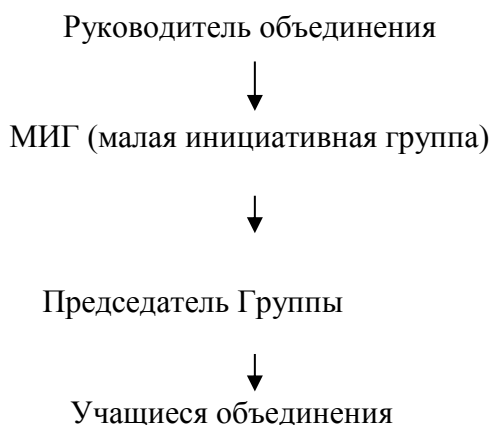 Руководитель объединения
МИГ (малая инициативная группа)
Председатель Группы
Учащиеся объединения